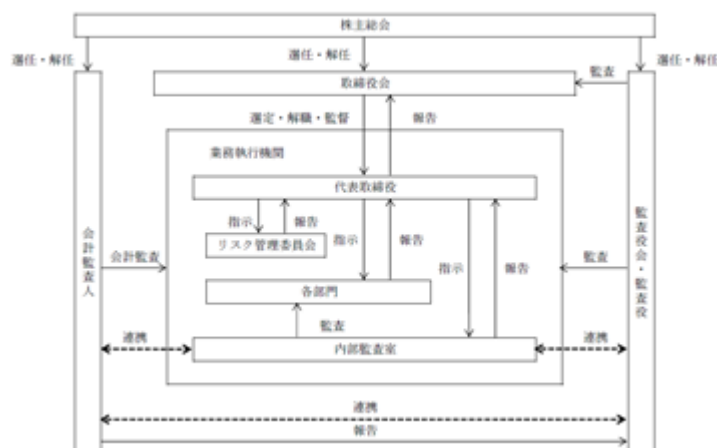 株主総会
選任・解任
選任・解任
選任・解任
取締役会
監査
選定・解職・監督
報告
業務執行機関
代表取締役
指示
報告
リスク管理委員会
指示
報告
指示
報告
会計監査人
会計監査
監査
監査役会・監査役
各部門
監査
連携
内部監査室
連携
連携
報告